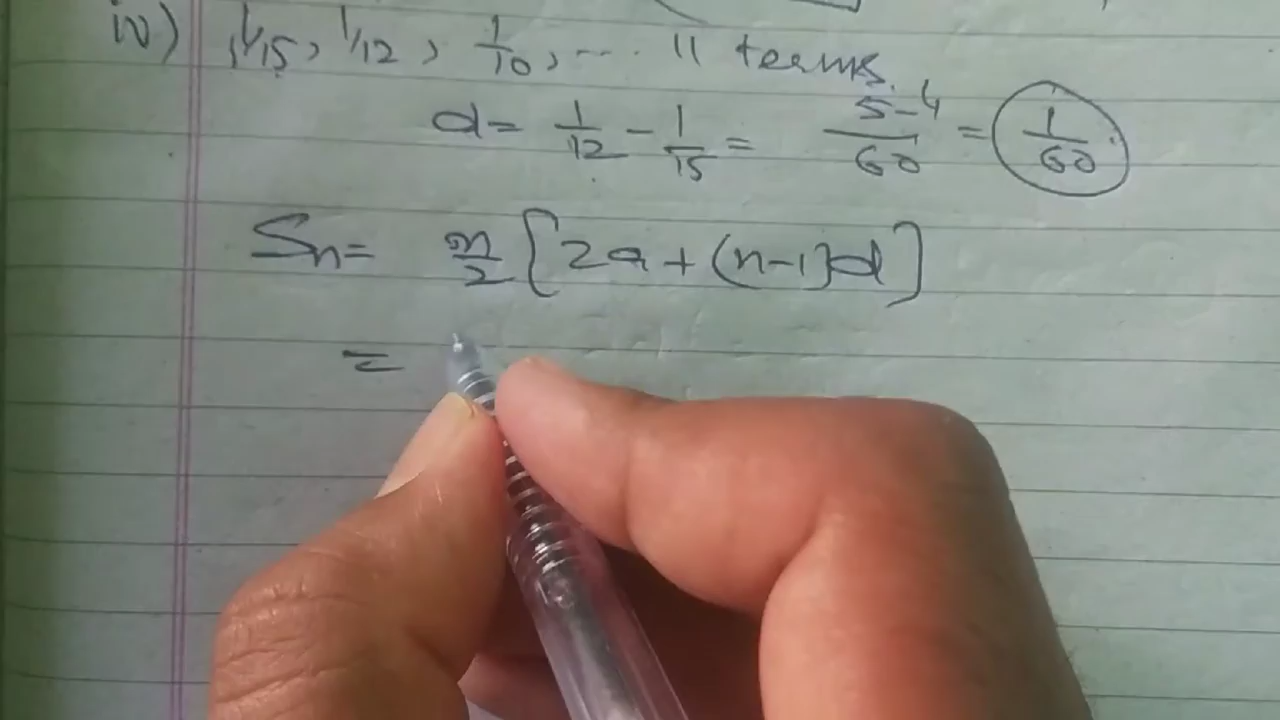 iv) 1/15, 1/12, 1/10, ... 11 terms
d = 1/12 - 1/15 = 5-4/60 = 1/60
Sn = n/2 [2a + (n-1)d]
=